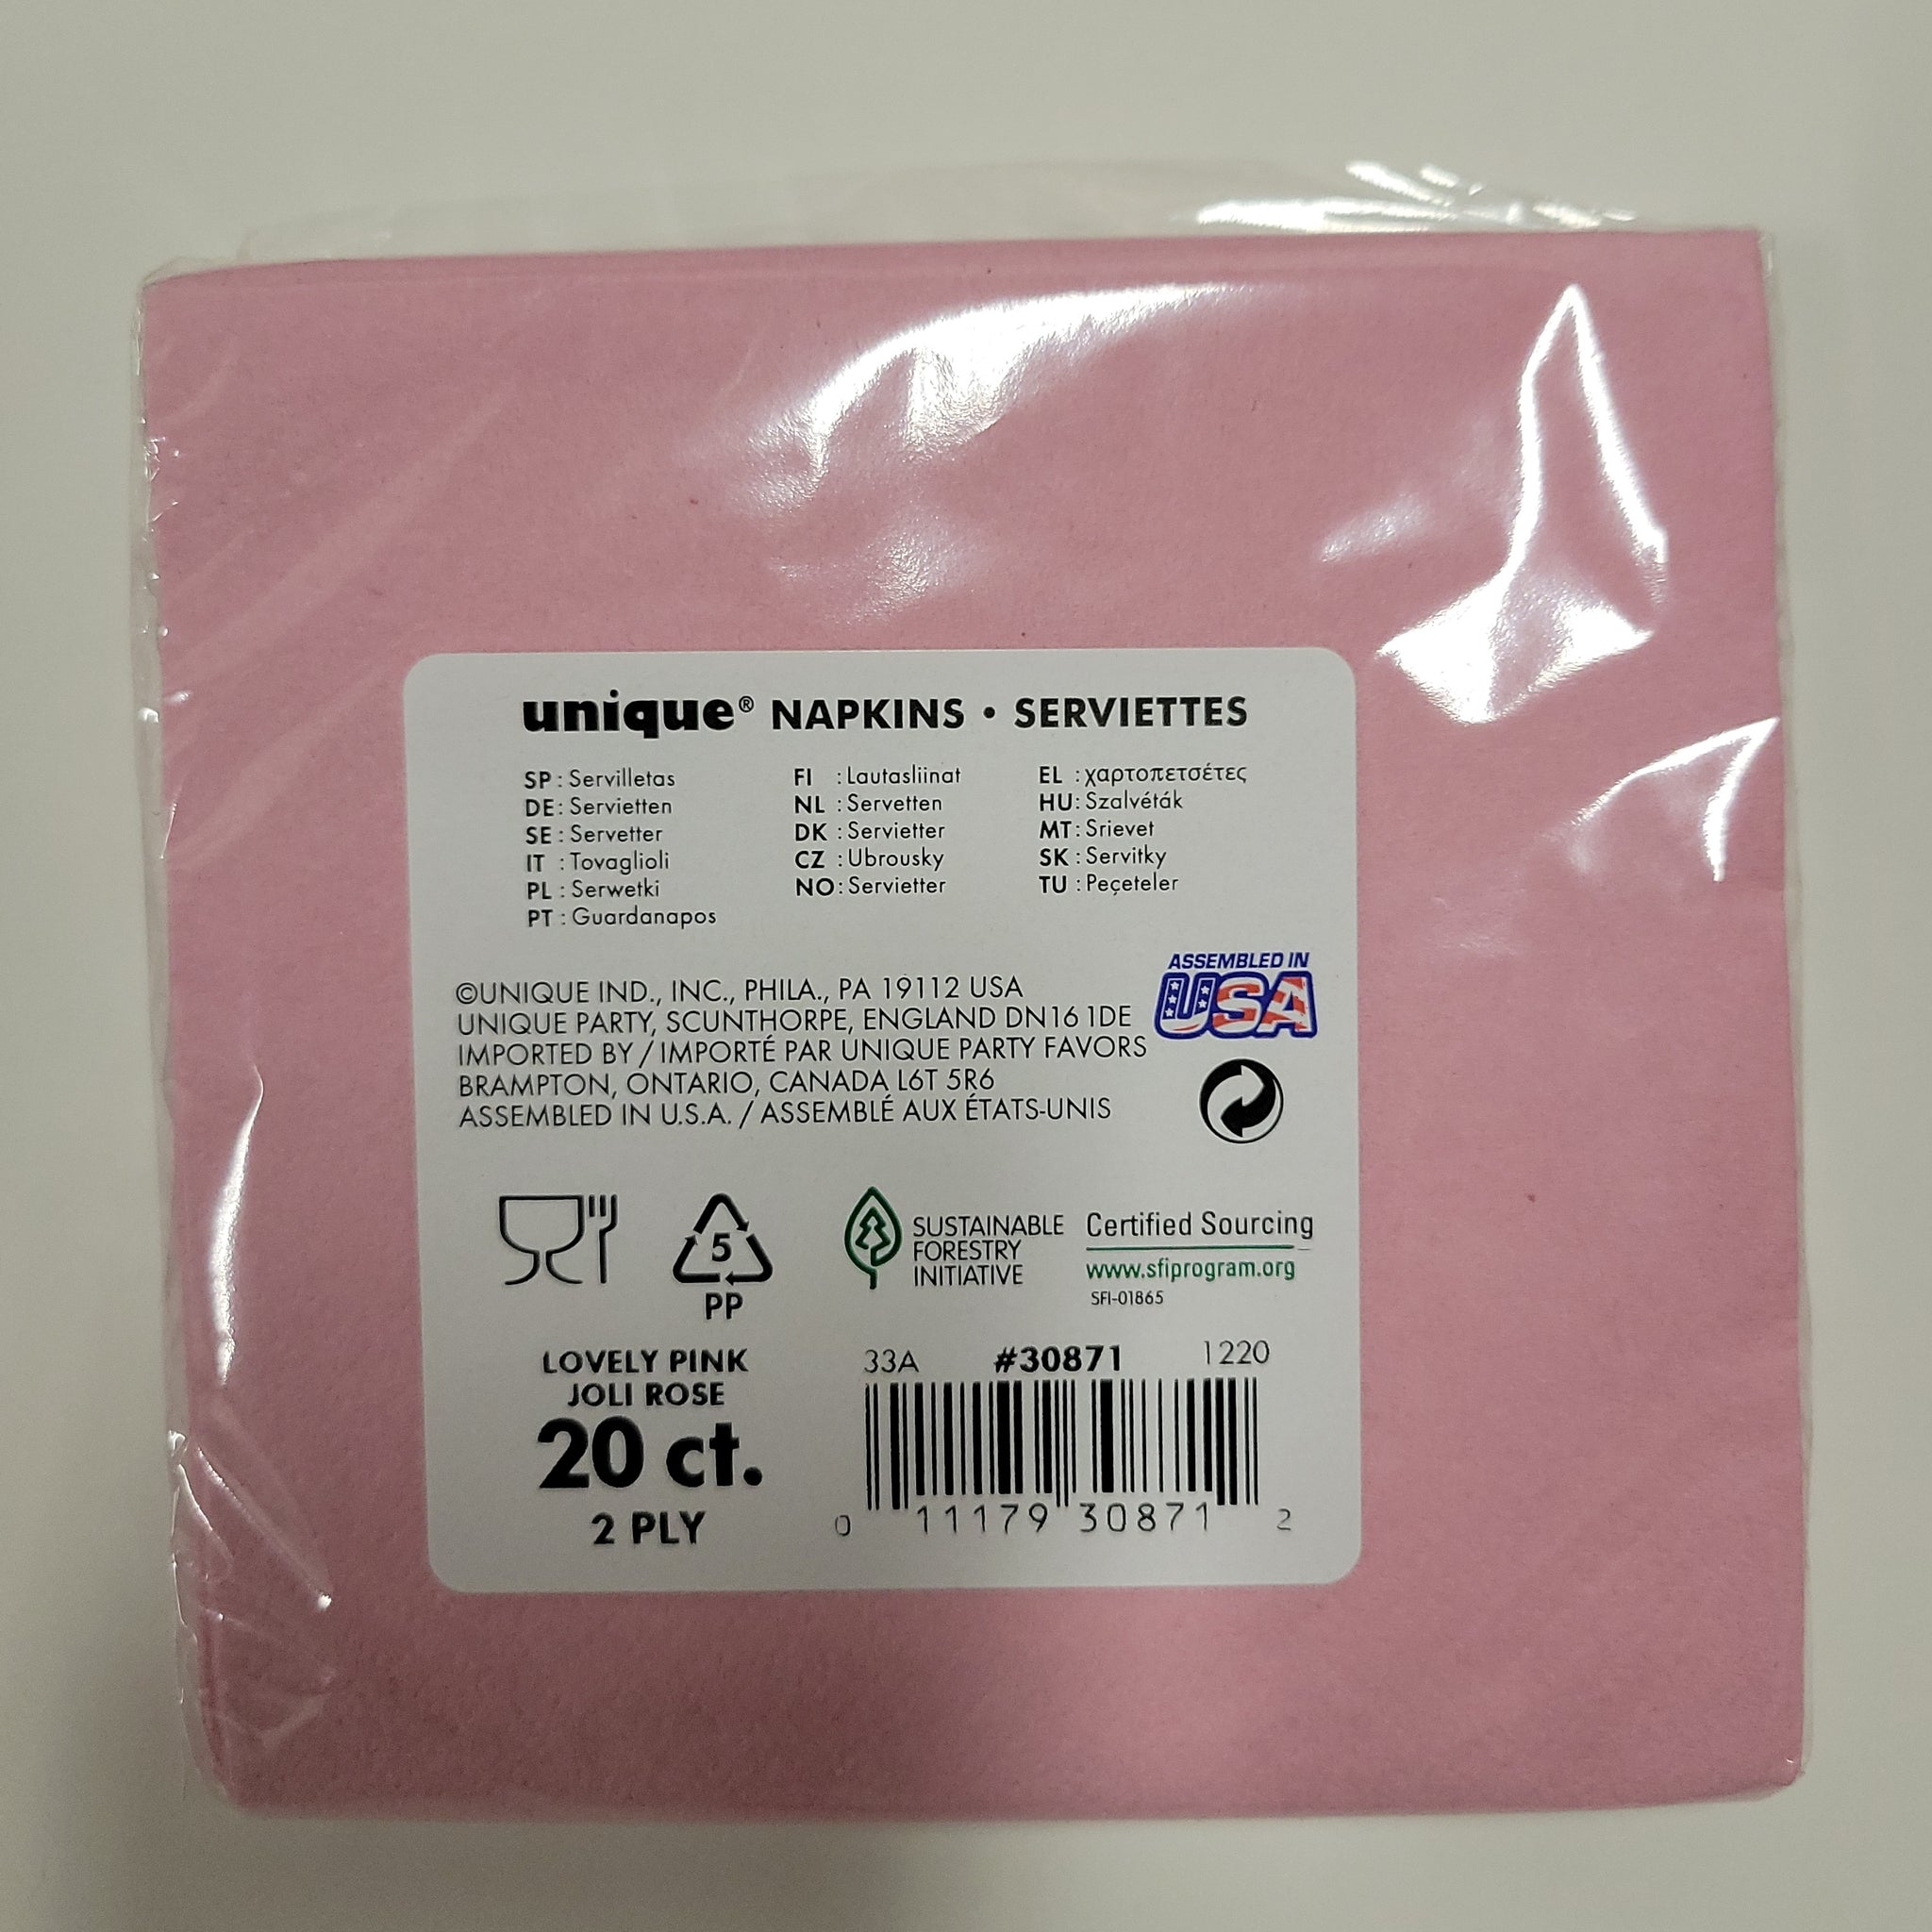 unique® NAPKINS • SERVIETTES
SP : Servilletas
DE : Servietten
SE : Servetter
IT : Tovaglioli
PL : Serwetki
PT : Guardanapos
FI : Lautasliinat
NL : Servetten
DK : Servietter
CZ : Ubrousky
NO : Servietter
EL : χαρτοπετσέτες
HU : Szalvéták
MT : Srievet
SK : Servitky
TU : Peçeteler
©UNIQUE IND., INC., PHILA., PA 19112 USA
UNIQUE PARTY, SCUNTHORPE, ENGLAND DN16 1DE
IMPORTED BY / IMPORTÉ PAR UNIQUE PARTY FAVORS
BRAMPTON, ONTARIO, CANADA L6T 5R6
ASSEMBLED IN U.S.A. / ASSEMBLÉ AUX ÉTATS-UNIS
ASSEMBLED IN
USA
5
PP
SUSTAINABLE
FORESTRY
INITIATIVE
Certified Sourcing
www.sfiprogram.org
SFI-01865
LOVELY PINK
JOLI ROSE
20 ct.
2 PLY
33A #30871 1220
0 11179 30871 2